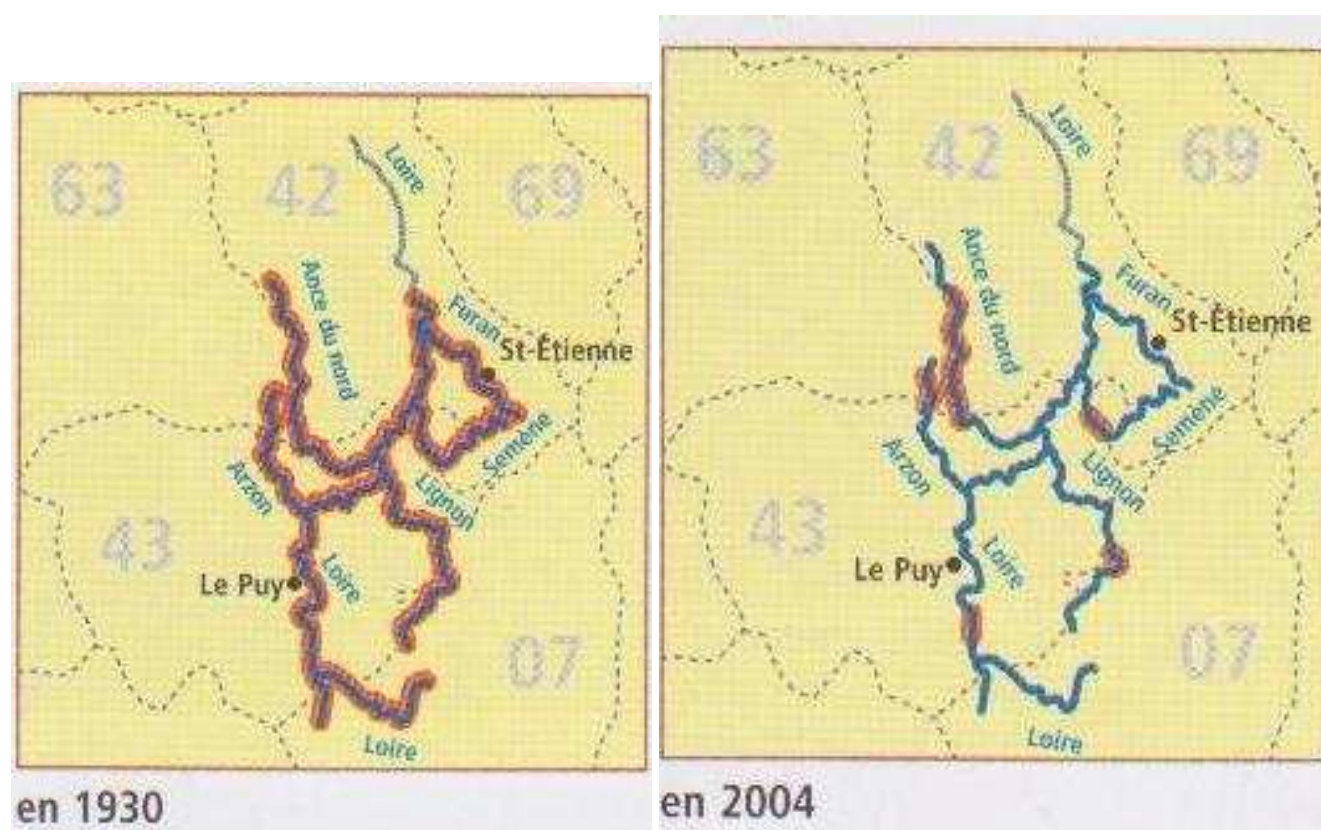 63
42
69
Loire
Ance du nord
Furan
St-Étienne
Semène
Arzon
Lignon
43
Le Puy
Loire
07
Loire
en 1930
63
42
69
Loire
Ance du nord
Furan
St-Étienne
Semène
Arzon
Lignon
43
Le Puy
Loire
07
Loire
en 2004